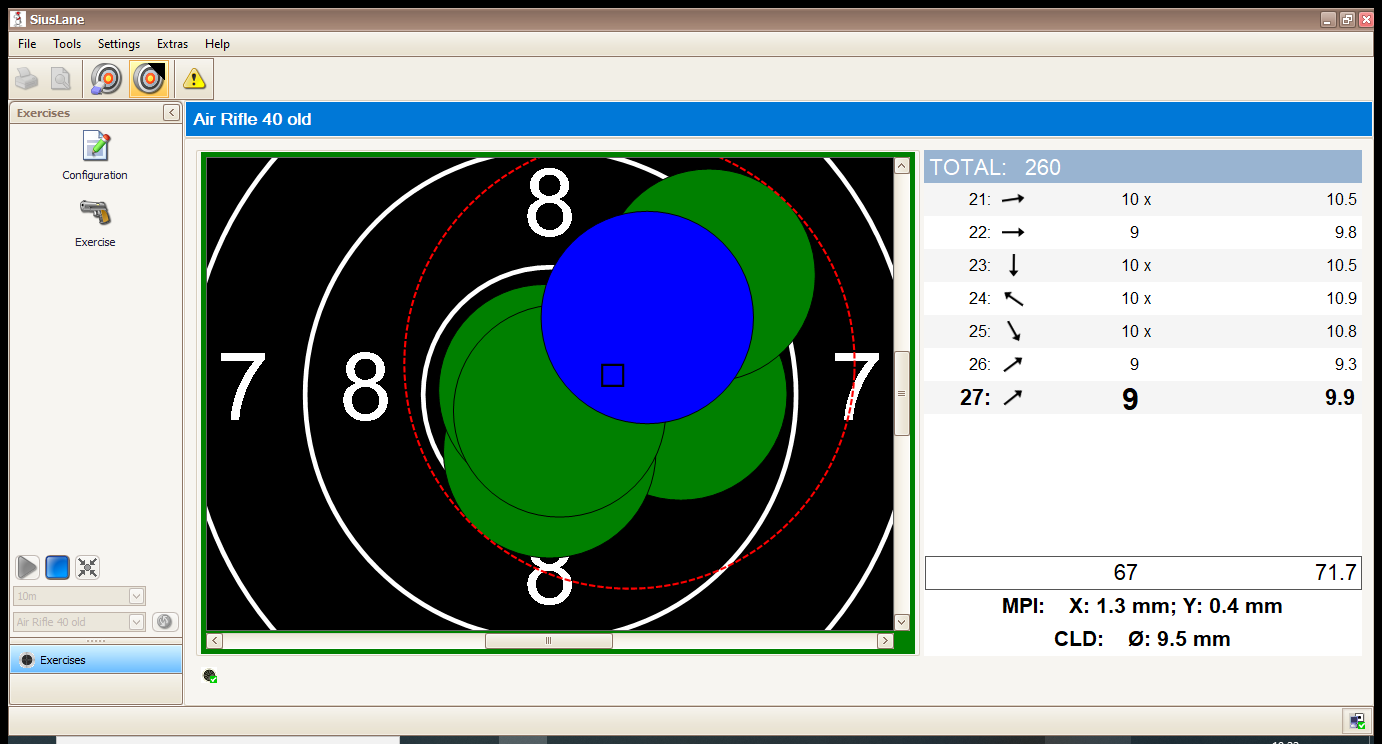 SiusLane
File Tools Settings Extras Help
Exercises
Configuration
Exercise
10m
Air Rifle 40 old
Exercises
Air Rifle 40 old
8
7 8 7
8
TOTAL: 260
21: 10 x 10.5
22: 9 9.8
23: 10 x 10.5
24: 10 x 10.9
25: 10 x 10.8
26: 9 9.3
27: 9 9.9
67 71.7
MPI: X: 1.3 mm; Y: 0.4 mm
CLD: Ø: 9.5 mm